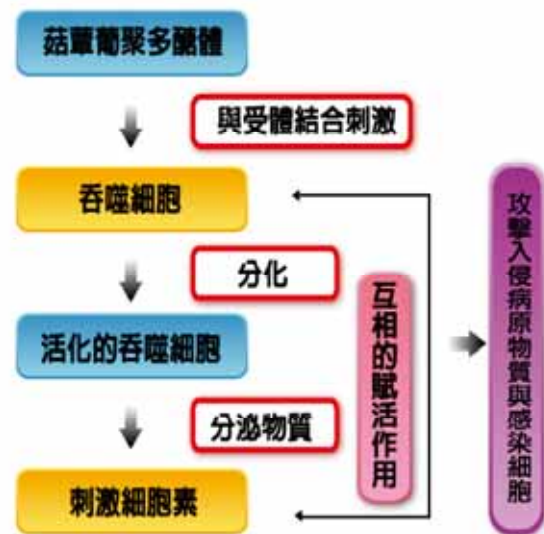 菇蕈葡聚多醣體
與受體結合刺激
吞噬細胞
分化
活化的吞噬細胞
分泌物質
刺激細胞素
互相的賦活作用
攻擊入侵病原物質與感染細胞